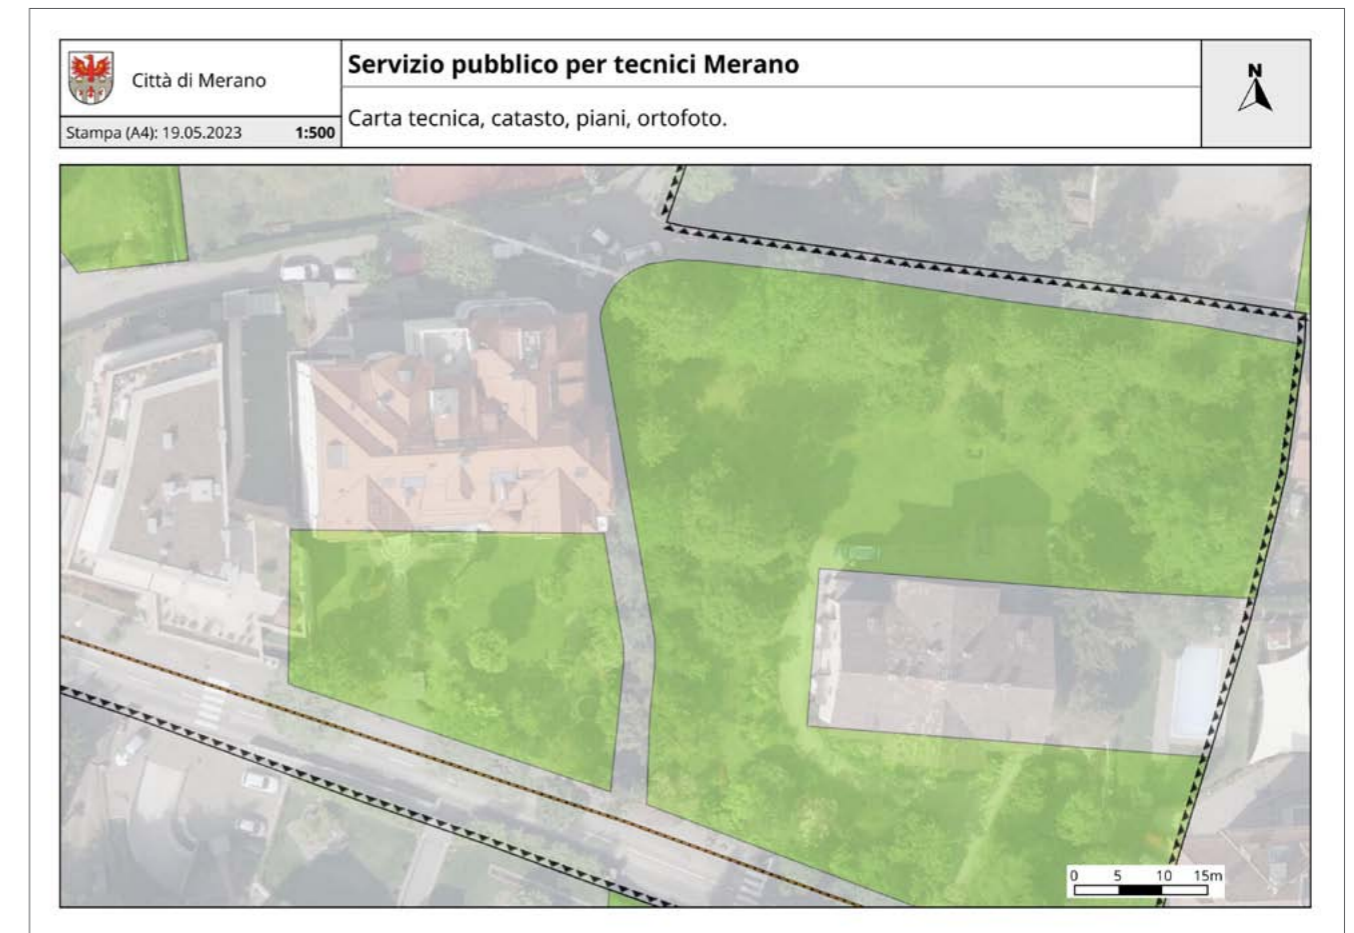 Città di Merano
Stampa (A4): 19.05.2023 1:500
Servizio pubblico per tecnici Merano
Carta tecnica, catasto, piani, ortofoto.
N
0 5 10 15m